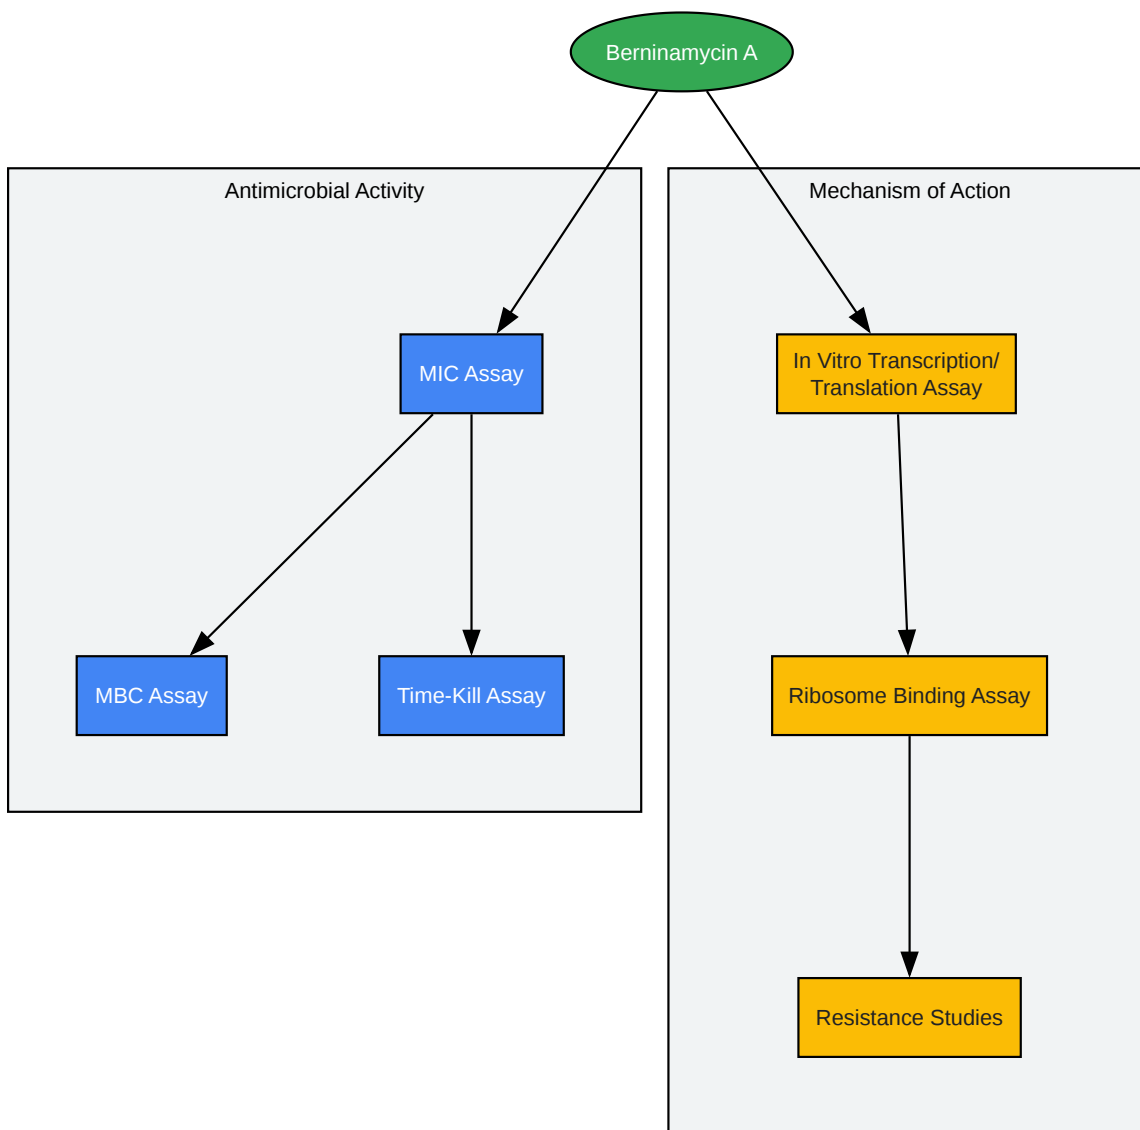 Berninamycin A
Antimicrobial Activity
MIC Assay
MBC Assay
Time-Kill Assay
Mechanism of Action
In Vitro Transcription/
Translation Assay
Ribosome Binding Assay
Resistance Studies